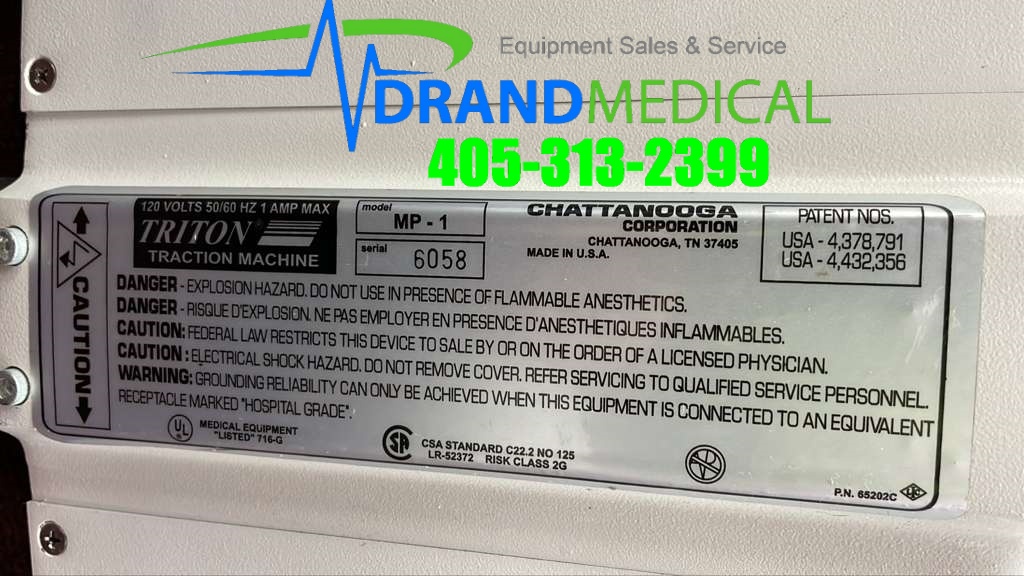 Equipment Sales & Service
DRANDMEDICAL
405-313-2399
120 VOLTS 50/60 HZ 1 AMP MAX
TRITON
TRACTION MACHINE
model
MP - 1
serial
6058
CHATTANOOGA
CORPORATION
CHATTANOOGA, TN 37405
MADE IN U.S.A.
PATENT NOS.
USA - 4,378,791
USA - 4,432,356
CAUTION
DANGER - EXPLOSION HAZARD. DO NOT USE IN PRESENCE OF FLAMMABLE ANESTHETICS.
DANGER - RISQUE D'EXPLOSION. NE PAS EMPLOYER EN PRESENCE D'ANESTHETIQUES INFLAMMABLES.
CAUTION: FEDERAL LAW RESTRICTS THIS DEVICE TO SALE BY OR ON THE ORDER OF A LICENSED PHYSICIAN.
CAUTION: ELECTRICAL SHOCK HAZARD. DO NOT REMOVE COVER. REFER SERVICING TO QUALIFIED SERVICE PERSONNEL.
WARNING: GROUNDING RELIABILITY CAN ONLY BE ACHIEVED WHEN THIS EQUIPMENT IS CONNECTED TO AN EQUIVALENT
RECEPTACLE MARKED "HOSPITAL GRADE".
UL
MEDICAL EQUIPMENT
"LISTED" 716-G
SA
CSA STANDARD C22.2 NO 125
LR-52372 RISK CLASS 2G
P.N. 65202C